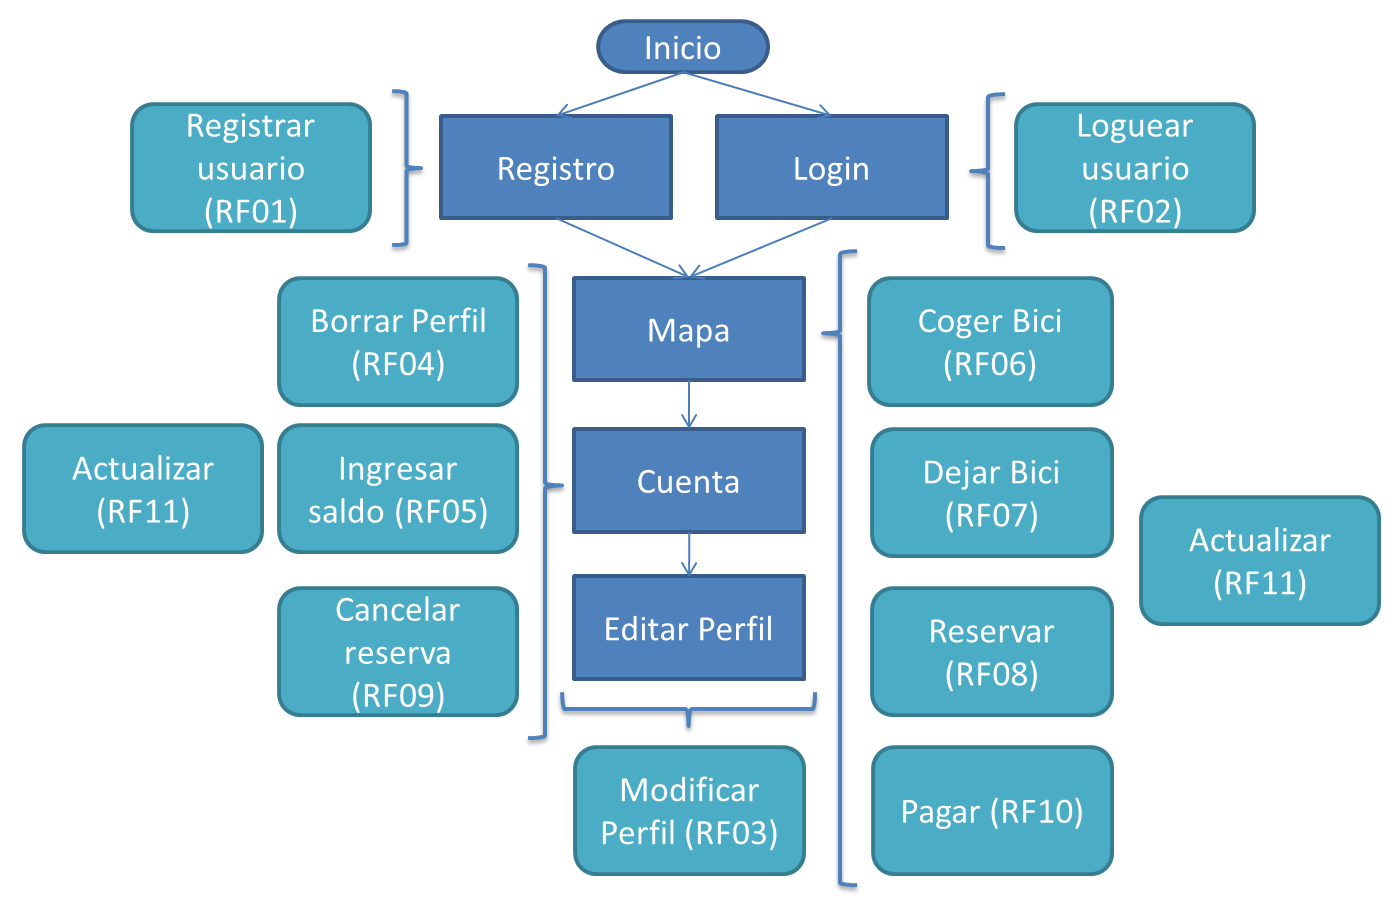 Inicio
Registrar
usuario
(RF01)
Registro
Login
Loguear
usuario
(RF02)
Borrar Perfil
(RF04)
Mapa
Coger Bici
(RF06)
Actualizar
(RF11)
Ingresar
saldo (RF05)
Cuenta
Dejar Bici
(RF07)
Actualizar
(RF11)
Cancelar
reserva
(RF09)
Editar Perfil
Reservar
(RF08)
Modificar
Perfil (RF03)
Pagar (RF10)